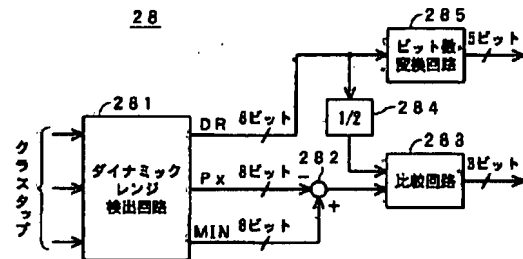 28
285
ビット数
変換回路
5ビット
281
1/2
284
DR 8ビット
282
283
クラスタップ
ダイナミック
レンジ
検出回路
Px 8ビット
−
+
比較回路
3ビット
MIN 8ビット